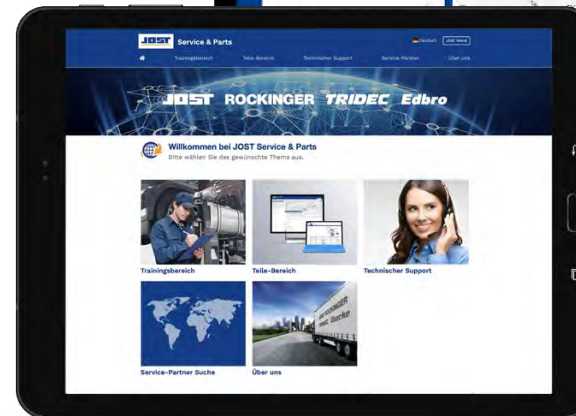 JOST Service & Parts
Deutsch
JOST World
Trainingsbereich Teile-Bereich Technischer Support Service-Partner Über uns
JOST ROCKINGER TRIDEC Edbro
Willkommen bei JOST Service & Parts
Bitte wählen Sie das gewünschte Thema aus.
Trainingsbereich Teile-Bereich Technischer Support
ROCKINGER
Service-Partner Suche Über uns